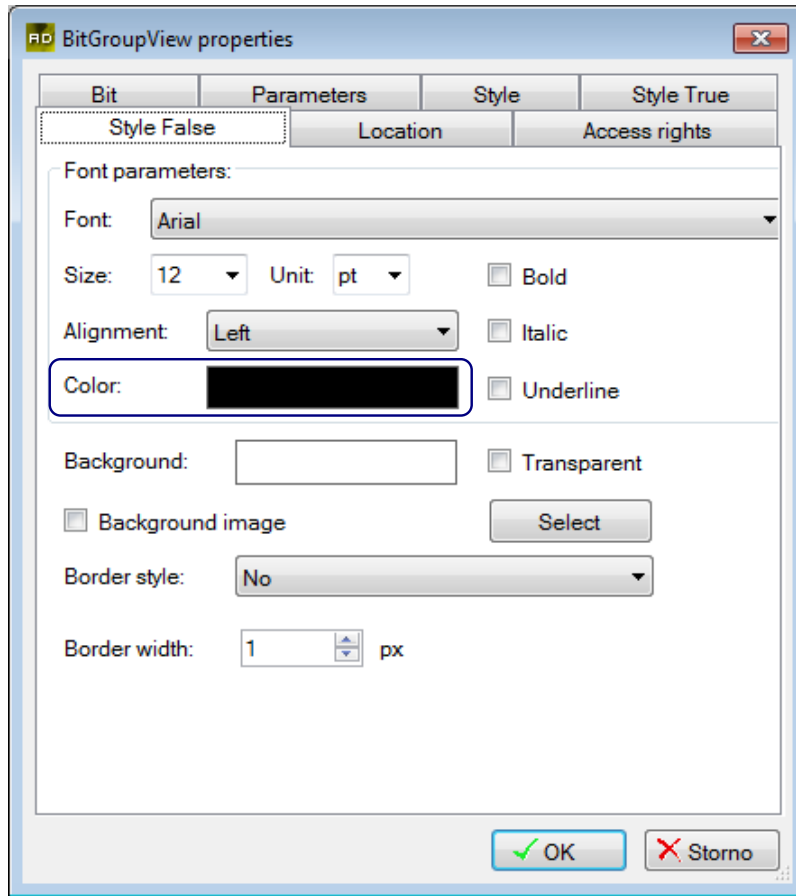 AD BitGroupView properties
Bit Parameters Style Style True
Style False Location Access rights
Font parameters:
Font: Arial
Size: 12 Unit: pt Bold
Alignment: Left Italic
Color: Underline
Background: Transparent
Background image Select
Border style: No
Border width: 1 px
OK Storno